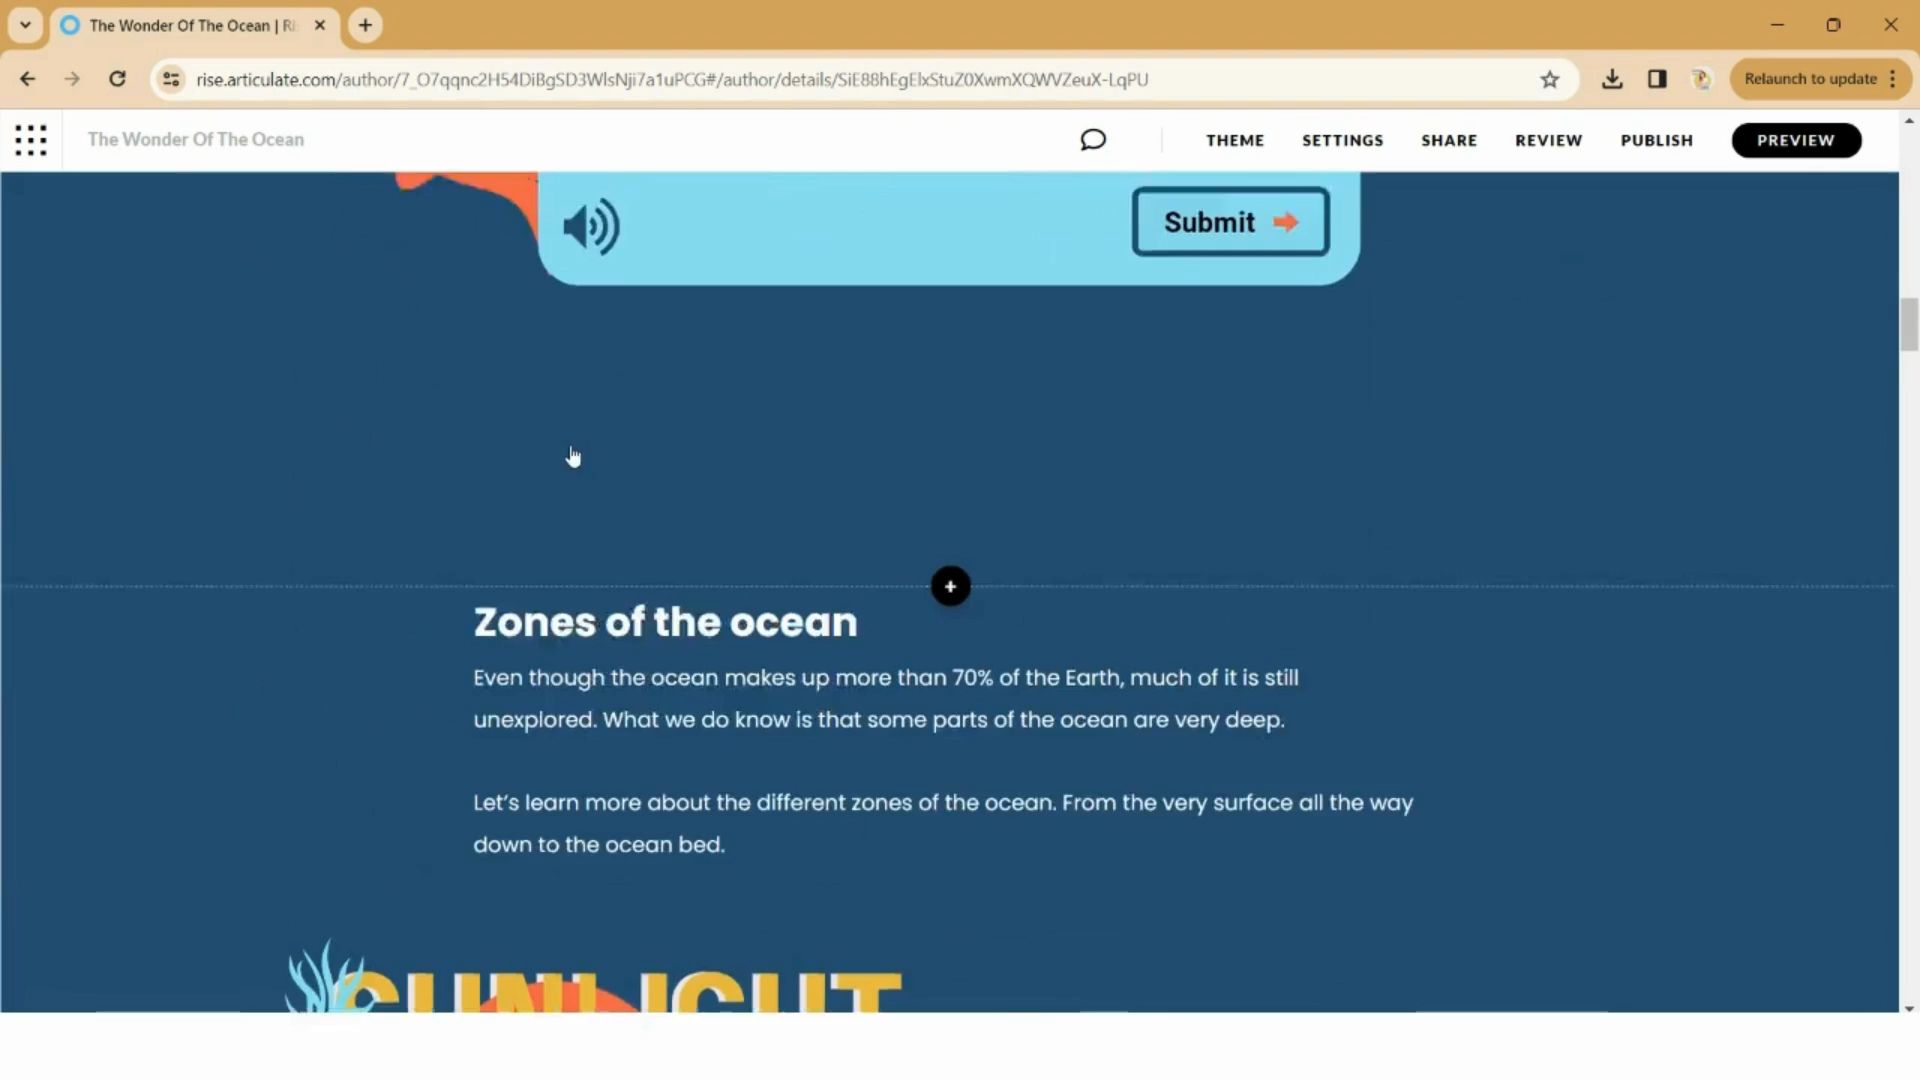 The Wonder Of The Ocean | Ri
rise.articulate.com/author/7_O7qqnc2H54DiBgSD3WlsNji7a1uPCG#/author/details/SiE88hEgElxStuZ0XwmXQWVZeuX-LqPU
Relaunch to update
The Wonder Of The Ocean
THEME SETTINGS SHARE REVIEW PUBLISH PREVIEW
Submit
Zones of the ocean
Even though the ocean makes up more than 70% of the Earth, much of it is still
unexplored. What we do know is that some parts of the ocean are very deep.
Let's learn more about the different zones of the ocean. From the very surface all the way
down to the ocean bed.
SUNLIGHT